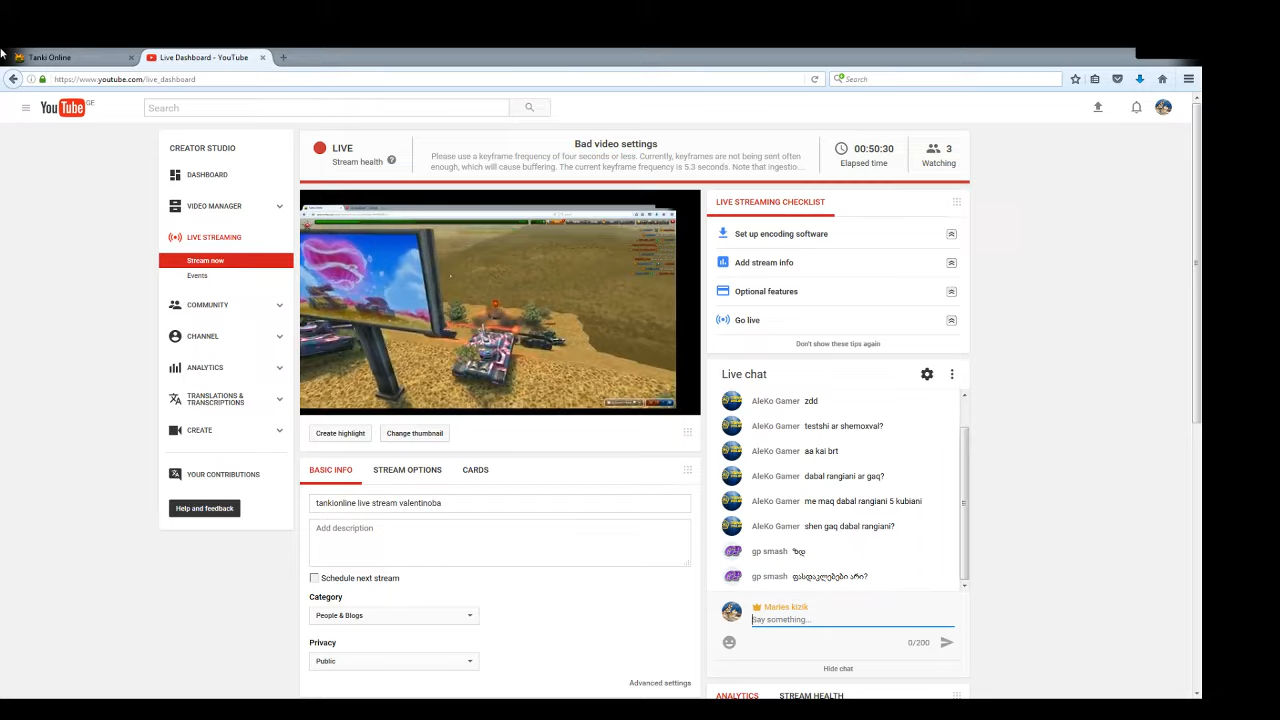 Tanki Online
Live Dashboard - YouTube
https://www.youtube.com/live_dashboard
Search
YouTube GE
Search
CREATOR STUDIO
DASHBOARD
VIDEO MANAGER
LIVE STREAMING
Stream now
Events
COMMUNITY
CHANNEL
ANALYTICS
TRANSLATIONS &
TRANSCRIPTIONS
CREATE
YOUR CONTRIBUTIONS
Help and feedback
LIVE
Stream health
Bad video settings
Please use a keyframe frequency of four seconds or less. Currently, keyframes are not being sent often
enough, which will cause buffering. The current keyframe frequency is 5.3 seconds. Note that ingestio...
00:50:30
Elapsed time
3
Watching
Create highlight
Change thumbnail
BASIC INFO
STREAM OPTIONS
CARDS
tankionline live stream valentinoba
Add description
Schedule next stream
Category
People & Blogs
Privacy
Public
Advanced settings
LIVE STREAMING CHECKLIST
Set up encoding software
Add stream info
Optional features
Go live
Don't show these tips again
Live chat
AleKo Gamer zdd
AleKo Gamer testshi ar shemoxval?
AleKo Gamer aa kai brt
AleKo Gamer dabal rangiani ar gaq?
AleKo Gamer me maq dabal rangiani 5 kubiani
AleKo Gamer shen gaq dabal rangiani?
gp smash ზდ
gp smash ფასდაკლებები არი?
Maries kizik
Say something...
0/200
Hide chat
ANALYTICS
STREAM HEALTH